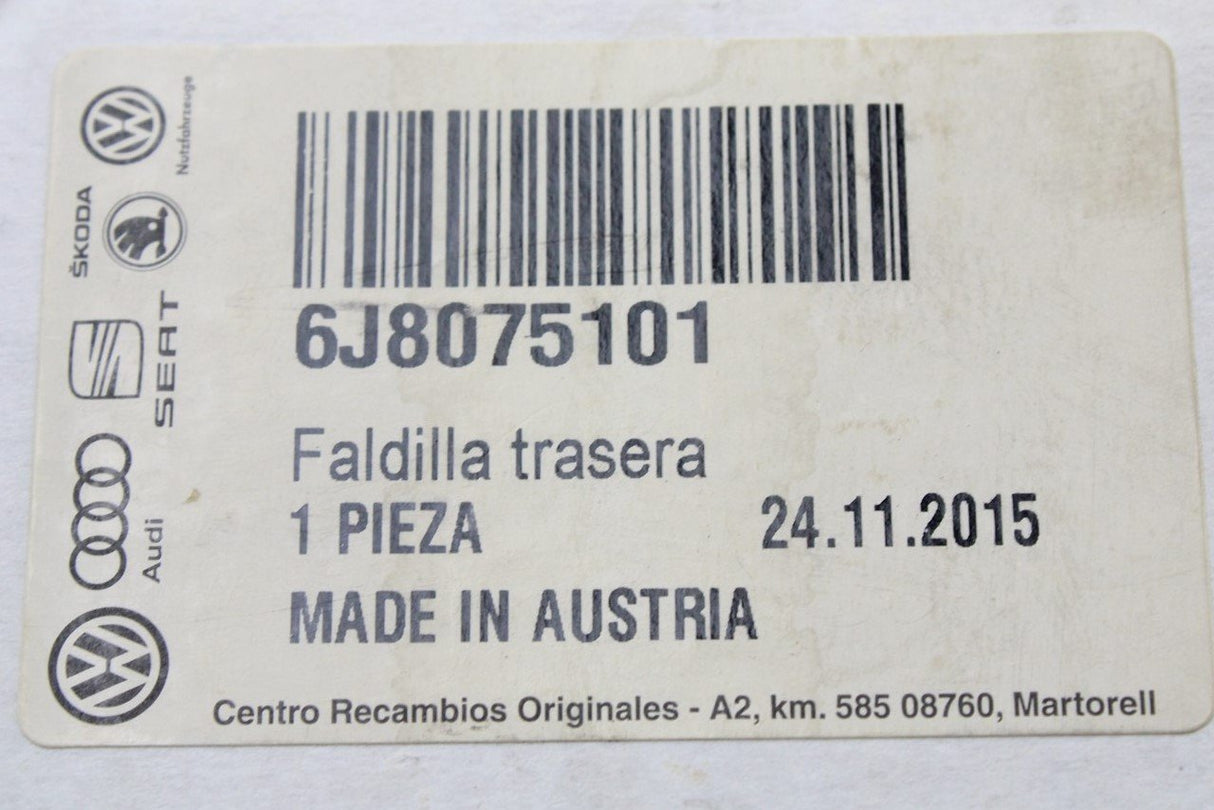 Nutzfahrzeuge
ŠKODA
SEAT
Audi
6J8075101
Faldilla trasera
1 PIEZA 24.11.2015
MADE IN AUSTRIA
Centro Recambios Originales - A2, km. 585 08760, Martorell